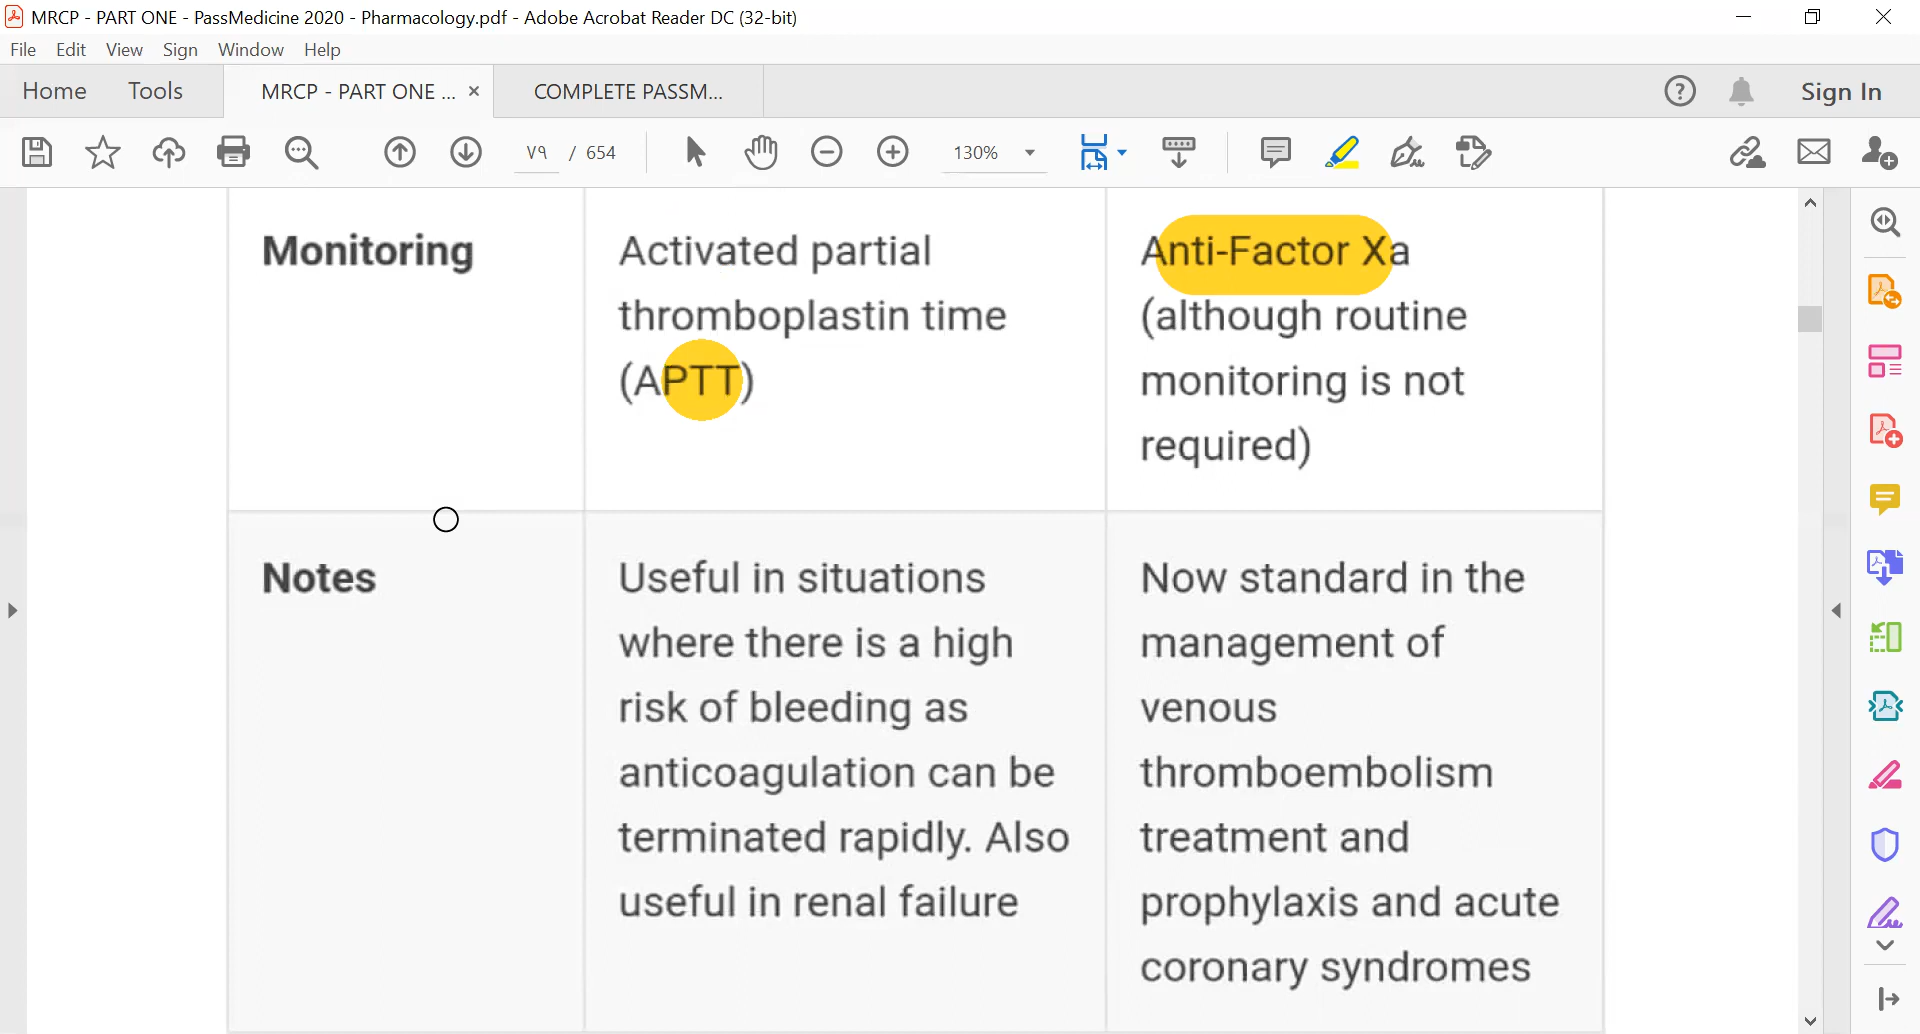 MRCP - PART ONE - PassMedicine 2020 - Pharmacology.pdf - Adobe Acrobat Reader DC (32-bit)
File Edit View Sign Window Help
Home Tools MRCP - PART ONE ... × COMPLETE PASSM... Sign In
٧٩ / 654 130%
Monitoring
Activated partial
thromboplastin time
(APTT)
Anti-Factor Xa
(although routine
monitoring is not
required)
Notes
Useful in situations
where there is a high
risk of bleeding as
anticoagulation can be
terminated rapidly. Also
useful in renal failure
Now standard in the
management of
venous
thromboembolism
treatment and
prophylaxis and acute
coronary syndromes